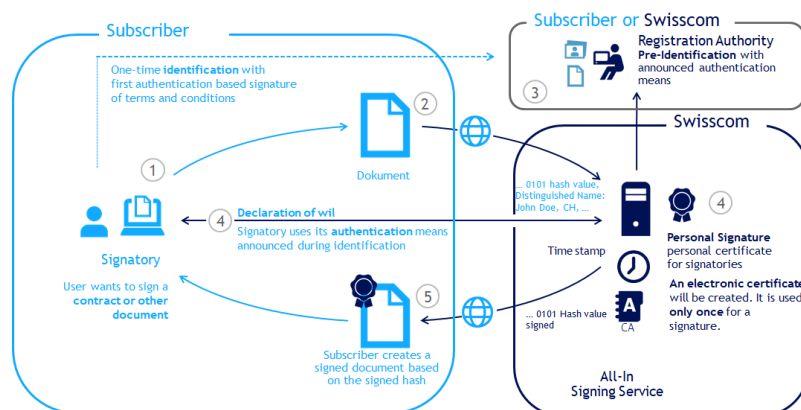 Subscriber
Subscriber or Swisscom
One-time identification with
first authentication based signature
of terms and conditions
Registration Authority
Pre-Identification with
announced authentication
means
3
2
1
Dokument
Swisscom
... 0101 hash value,
Distinguished Name:
John Doe, CH, ...
4
Declaration of wil
Signatory uses its authentication means
announced during identification
4
Signatory
User wants to sign a
contract or other
document
Time stamp
Personal Signature
personal certificate
for signatories
An electronic certificate
will be created. It is used
only once for a
signature.
5
... 0101 Hash value
signed
A
CA
Subscriber creates a
signed document based
on the signed hash
All-In
Signing Service